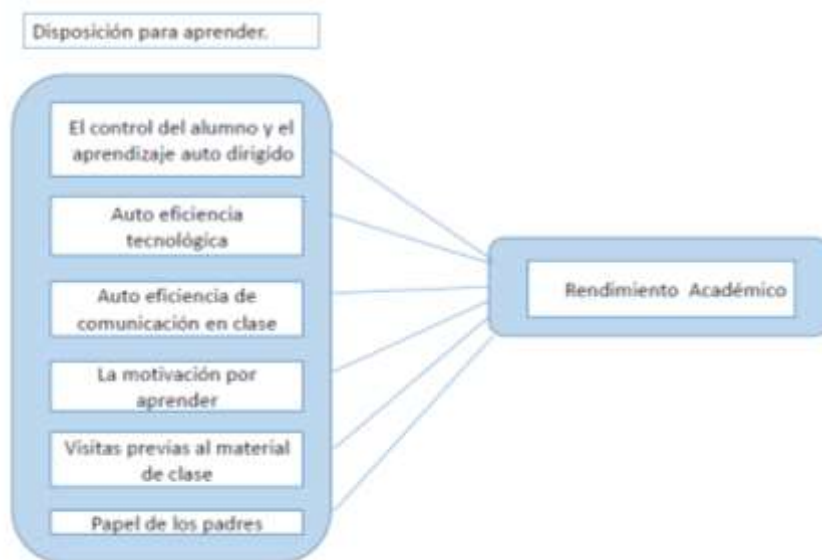 Disposición para aprender.
El control del alumno y el
aprendizaje auto dirigido
Auto eficiencia
tecnológica
Auto eficiencia de
comunicación en clase
La motivación por
aprender
Visitas previas al material
de clase
Papel de los padres
Rendimiento Académico